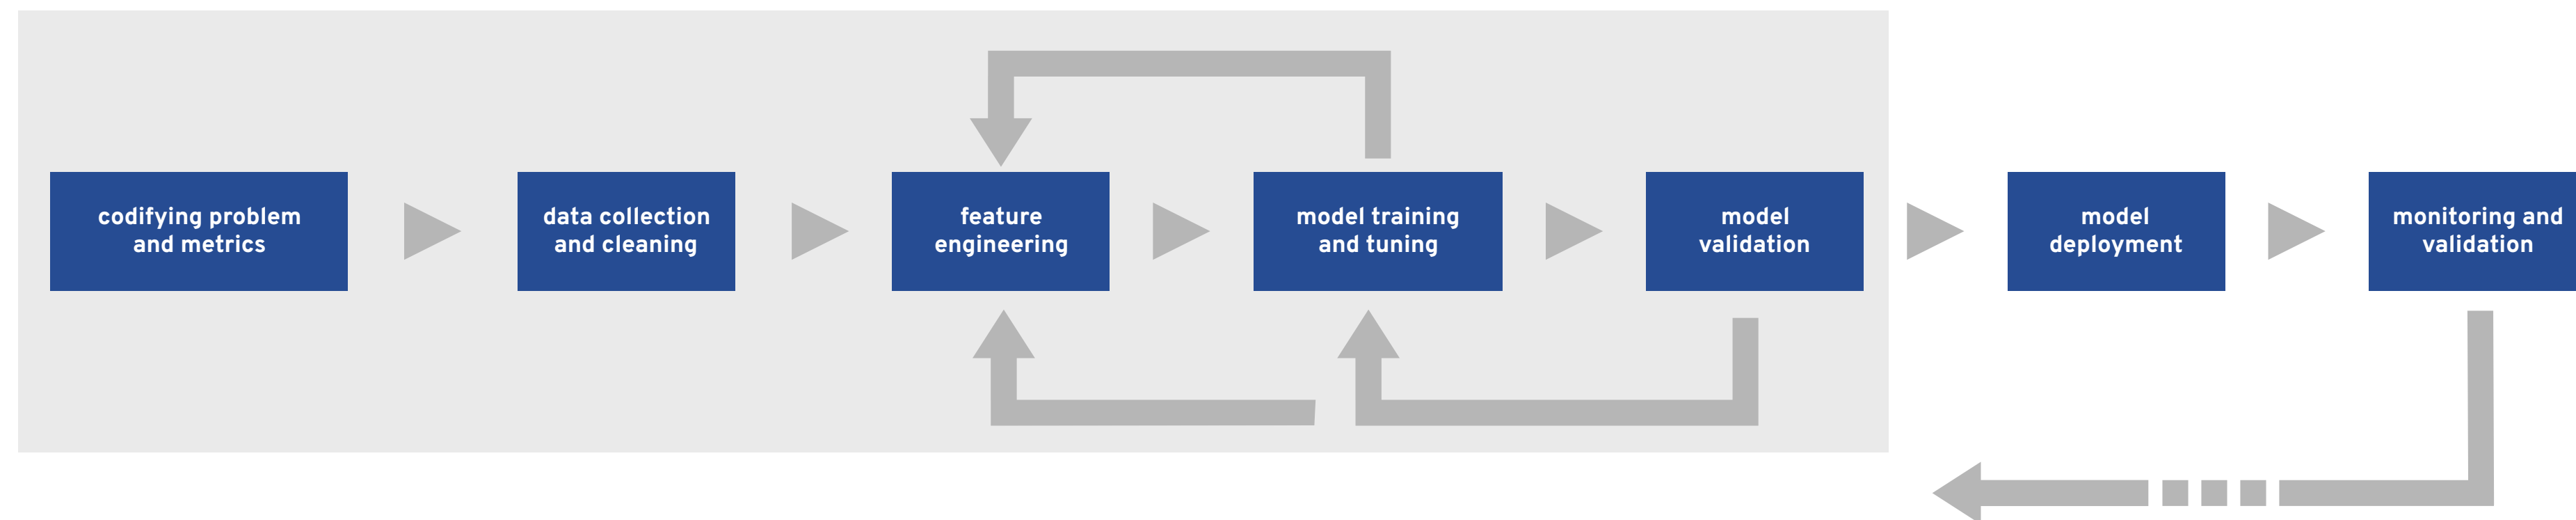 codifying problem
and metrics
data collection
and cleaning
feature
engineering
model training
and tuning
model
validation
model
deployment
monitoring and
validation